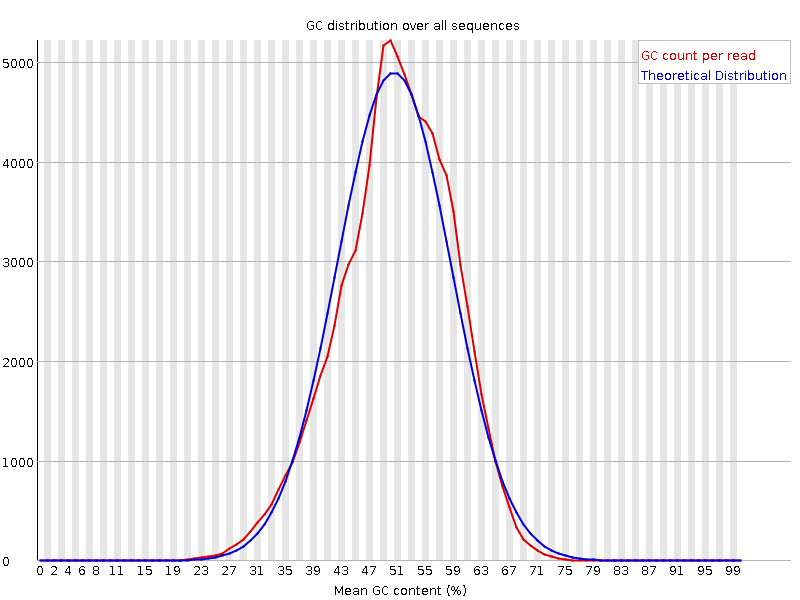 GC distribution over all sequences
GC count per read
Theoretical Distribution
5000
4000
3000
2000
1000
0
0 2 4 6 8 11 15 19 23 27 31 35 39 43 47 51 55 59 63 67 71 75 79 83 87 91 95 99
Mean GC content (%)